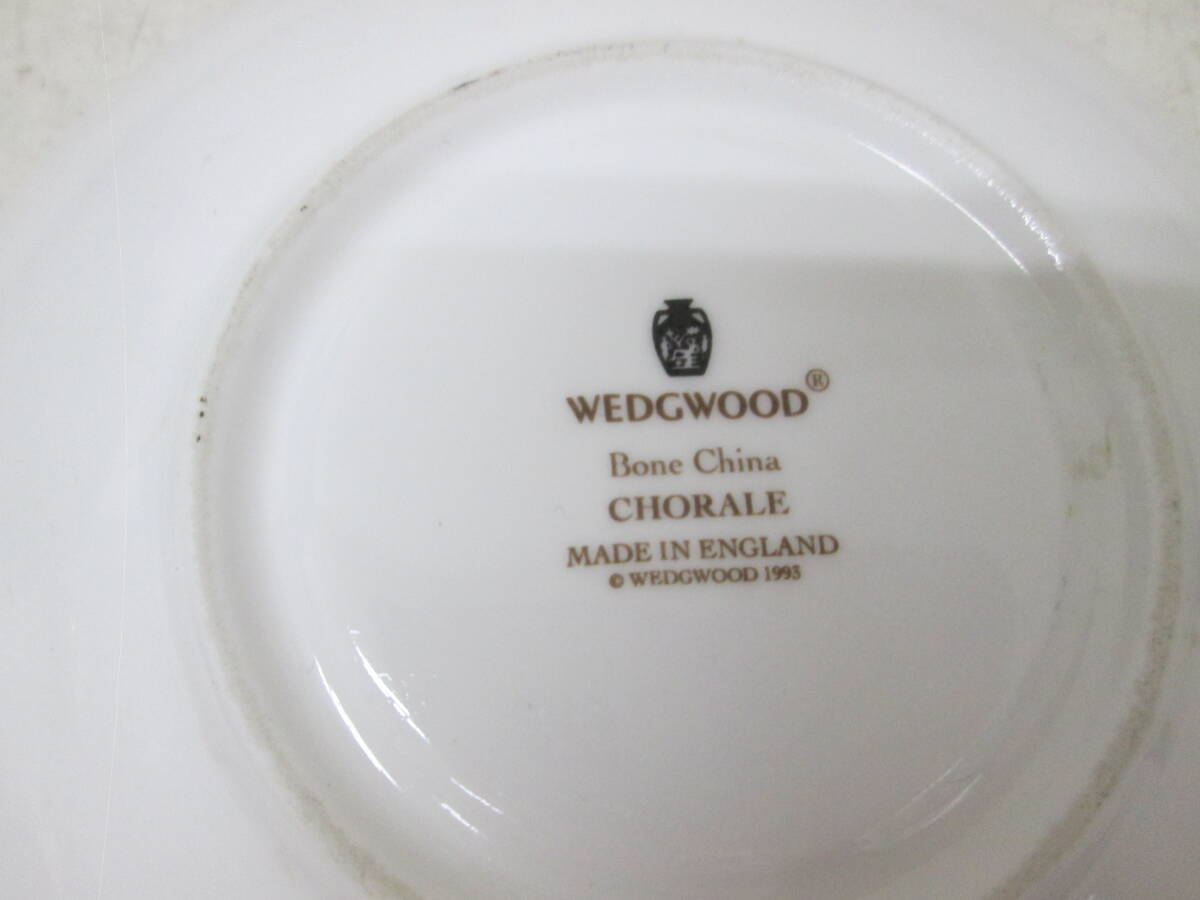 WEDGWOOD®
Bone China
CHORALE
MADE IN ENGLAND
© WEDGWOOD 1993